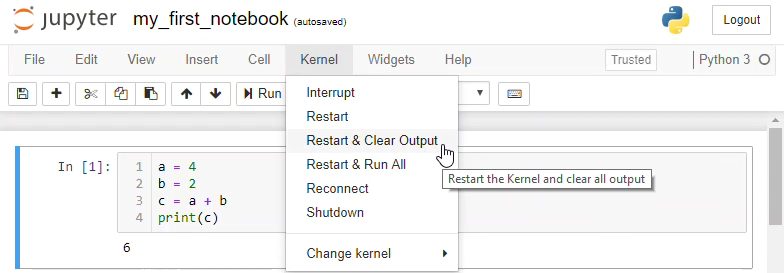 jupyter my_first_notebook (autosaved) Logout
File Edit View Insert Cell Kernel Widgets Help Trusted Python 3
Run
Interrupt
Restart
Restart & Clear Output
Restart & Run All
Restart the Kernel and clear all output
Reconnect
Shutdown
Change kernel
In [1]:
1 a = 4
2 b = 2
3 c = a + b
4 print(c)
6